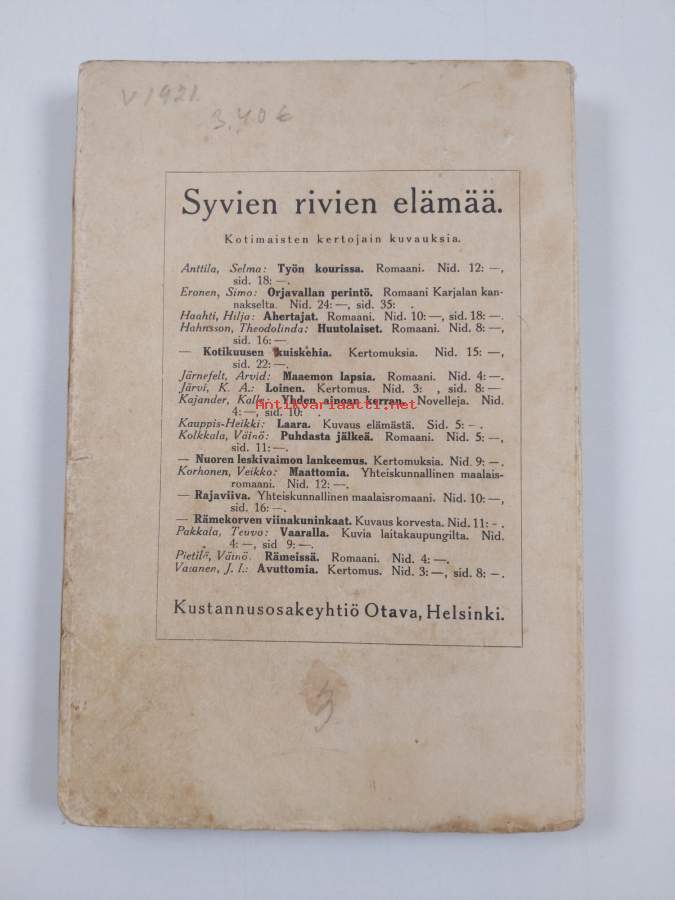 V 1921.
3,40 €
Syvien rivien elämää.
Kotimaisten kertojain kuvauksia.
Anttila, Selma: Työn kourissa. Romaani. Nid. 12: —,
sid. 18: —.
Eronen, Simo: Orjavallan perintö. Romaani Karjalan kan-
nakselta. Nid. 24: —, sid. 35: .
Haahti, Hilja: Ahertajat. Romaani. Nid. 10: —, sid. 18: —.
Hahnsson, Theodolinda: Huutolaiset. Romaani. Nid. 8: —,
sid. 16: —
— Kotikuusen kuiskehia. Kertomuksia. Nid. 15: —,
sid. 22: —.
Järnefelt, Arvid: Maaemon lapsia. Romaani. Nid. 4: —.
Järvi, K. A.: Loinen. Kertomus. Nid. 3: , sid. 8: —
Kajander, Kalle: Yhden ainoan kerran. Novelleja. Nid.
4: —, sid. 10: .
Antikvariaatti.net
Kauppis-Heikki: Laara. Kuvaus elämästä. Sid. 5: - .
Kolkkala, Väinö: Puhdasta jälkeä. Romaani. Nid. 5: —,
sid. 11: —.
— Nuoren leskivaimon lankeemus. Kertomuksia. Nid. 9: —.
Korhonen, Veikko: Maattomia. Yhteiskunnallinen maalais-
romaani. Nid. 12: —.
— Rajaviiva. Yhteiskunnallinen maalaisromaani. Nid. 10: —,
sid. 16: —.
— Rämekorven viinakuninkaat. Kuvaus korvesta. Nid. 11: - .
Pakkala, Teuvo: Vaaralla. Kuvia laitakaupungilta. Nid.
4: —, sid 9: —.
Pietilä, Väinö. Rämeissä. Romaani. Nid. 4: —.
Vatanen, J. I.: Avuttomia. Kertomus. Nid. 3: —, sid. 8: - .
Kustannusosakeyhtiö Otava, Helsinki.
3